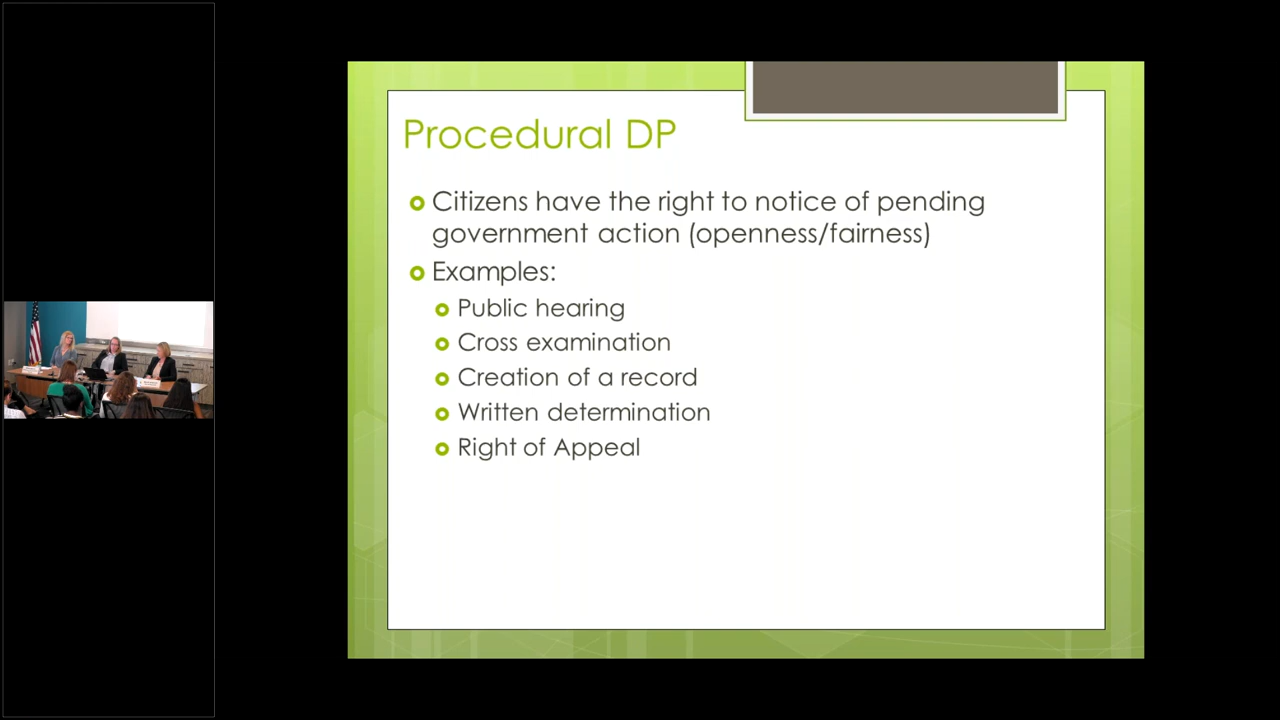 Procedural DP
Citizens have the right to notice of pending
government action (openness/fairness)
Examples:
Public hearing
Cross examination
Creation of a record
Written determination
Right of Appeal